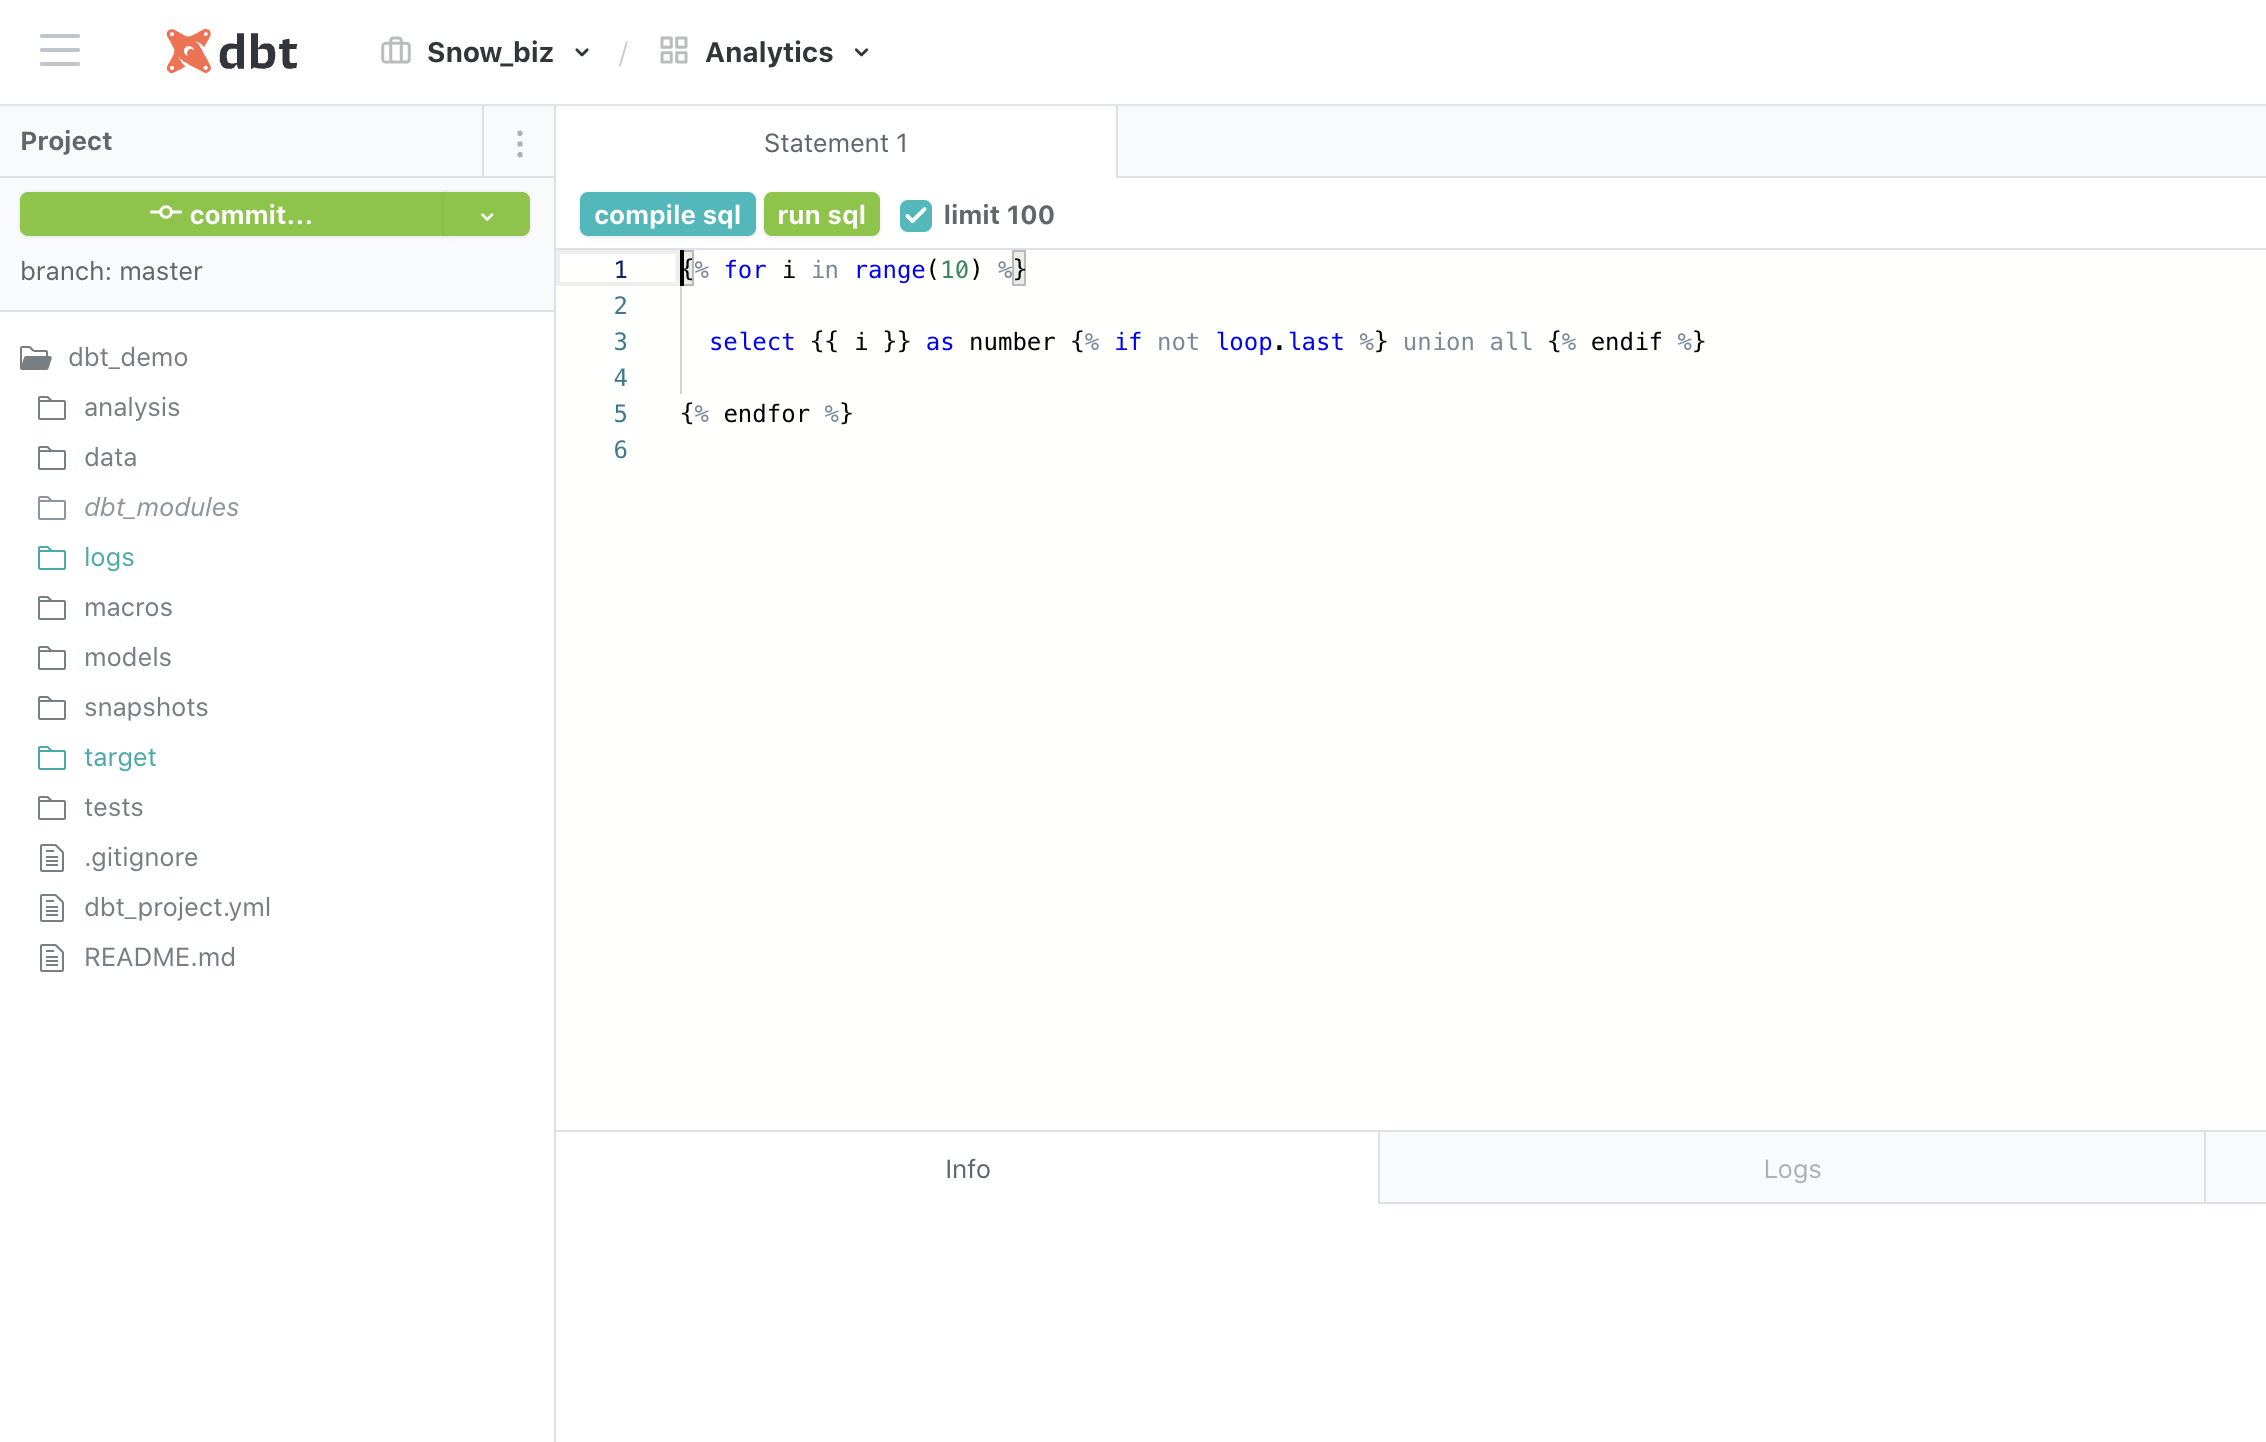 dbt Snow_biz / Analytics
Project
Statement 1
commit...
compile sql run sql limit 100
branch: master
1 {% for i in range(10) %}
2
3 select {{ i }} as number {% if not loop.last %} union all {% endif %}
4
5 {% endfor %}
6
dbt_demo
analysis
data
dbt_modules
logs
macros
models
snapshots
target
tests
.gitignore
dbt_project.yml
README.md
Info
Logs